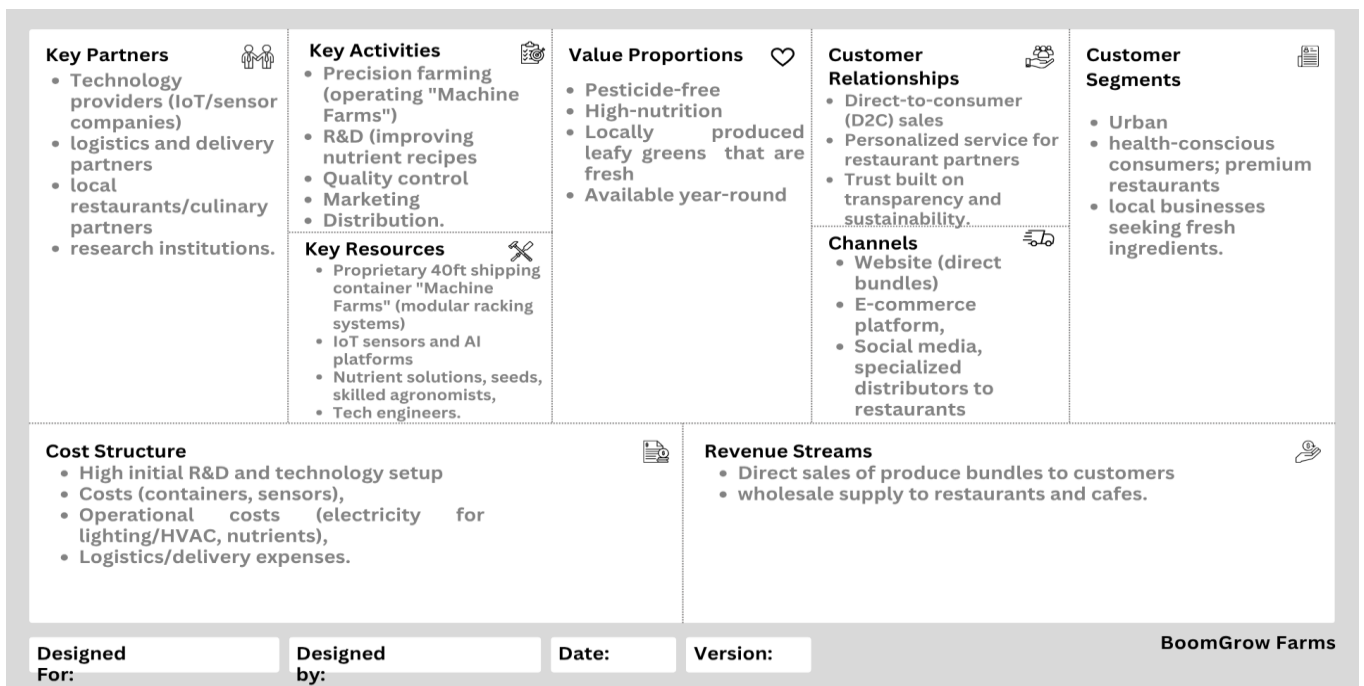 Key Partners
• Technology
providers (IoT/sensor
companies)
• logistics and delivery
partners
• local
restaurants/culinary
partners
• research institutions.
Key Activities
• Precision farming
(operating "Machine
Farms")
• R&D (improving
nutrient recipes
• Quality control
• Marketing
• Distribution.
Key Resources
• Proprietary 40ft shipping
container "Machine
Farms" (modular racking
systems)
• IoT sensors and AI
platforms
• Nutrient solutions, seeds,
skilled agronomists,
• Tech engineers.
Value Proportions
• Pesticide-free
• High-nutrition
• Locally produced
leafy greens that are
fresh
• Available year-round
Customer
Relationships
• Direct-to-consumer
(D2C) sales
• Personalized service for
restaurant partners
• Trust built on
transparency and
sustainability.
Channels
• Website (direct
bundles)
• E-commerce
platform,
• Social media,
specialized
distributors to
restaurants
Customer
Segments
• Urban
• health-conscious
consumers; premium
restaurants
• local businesses
seeking fresh
ingredients.
Cost Structure
• High initial R&D and technology setup
• Costs (containers, sensors),
• Operational costs (electricity for
lighting/HVAC, nutrients),
• Logistics/delivery expenses.
Revenue Streams
• Direct sales of produce bundles to customers
• wholesale supply to restaurants and cafes.
Designed
For:
Designed
by:
Date:
Version:
BoomGrow Farms